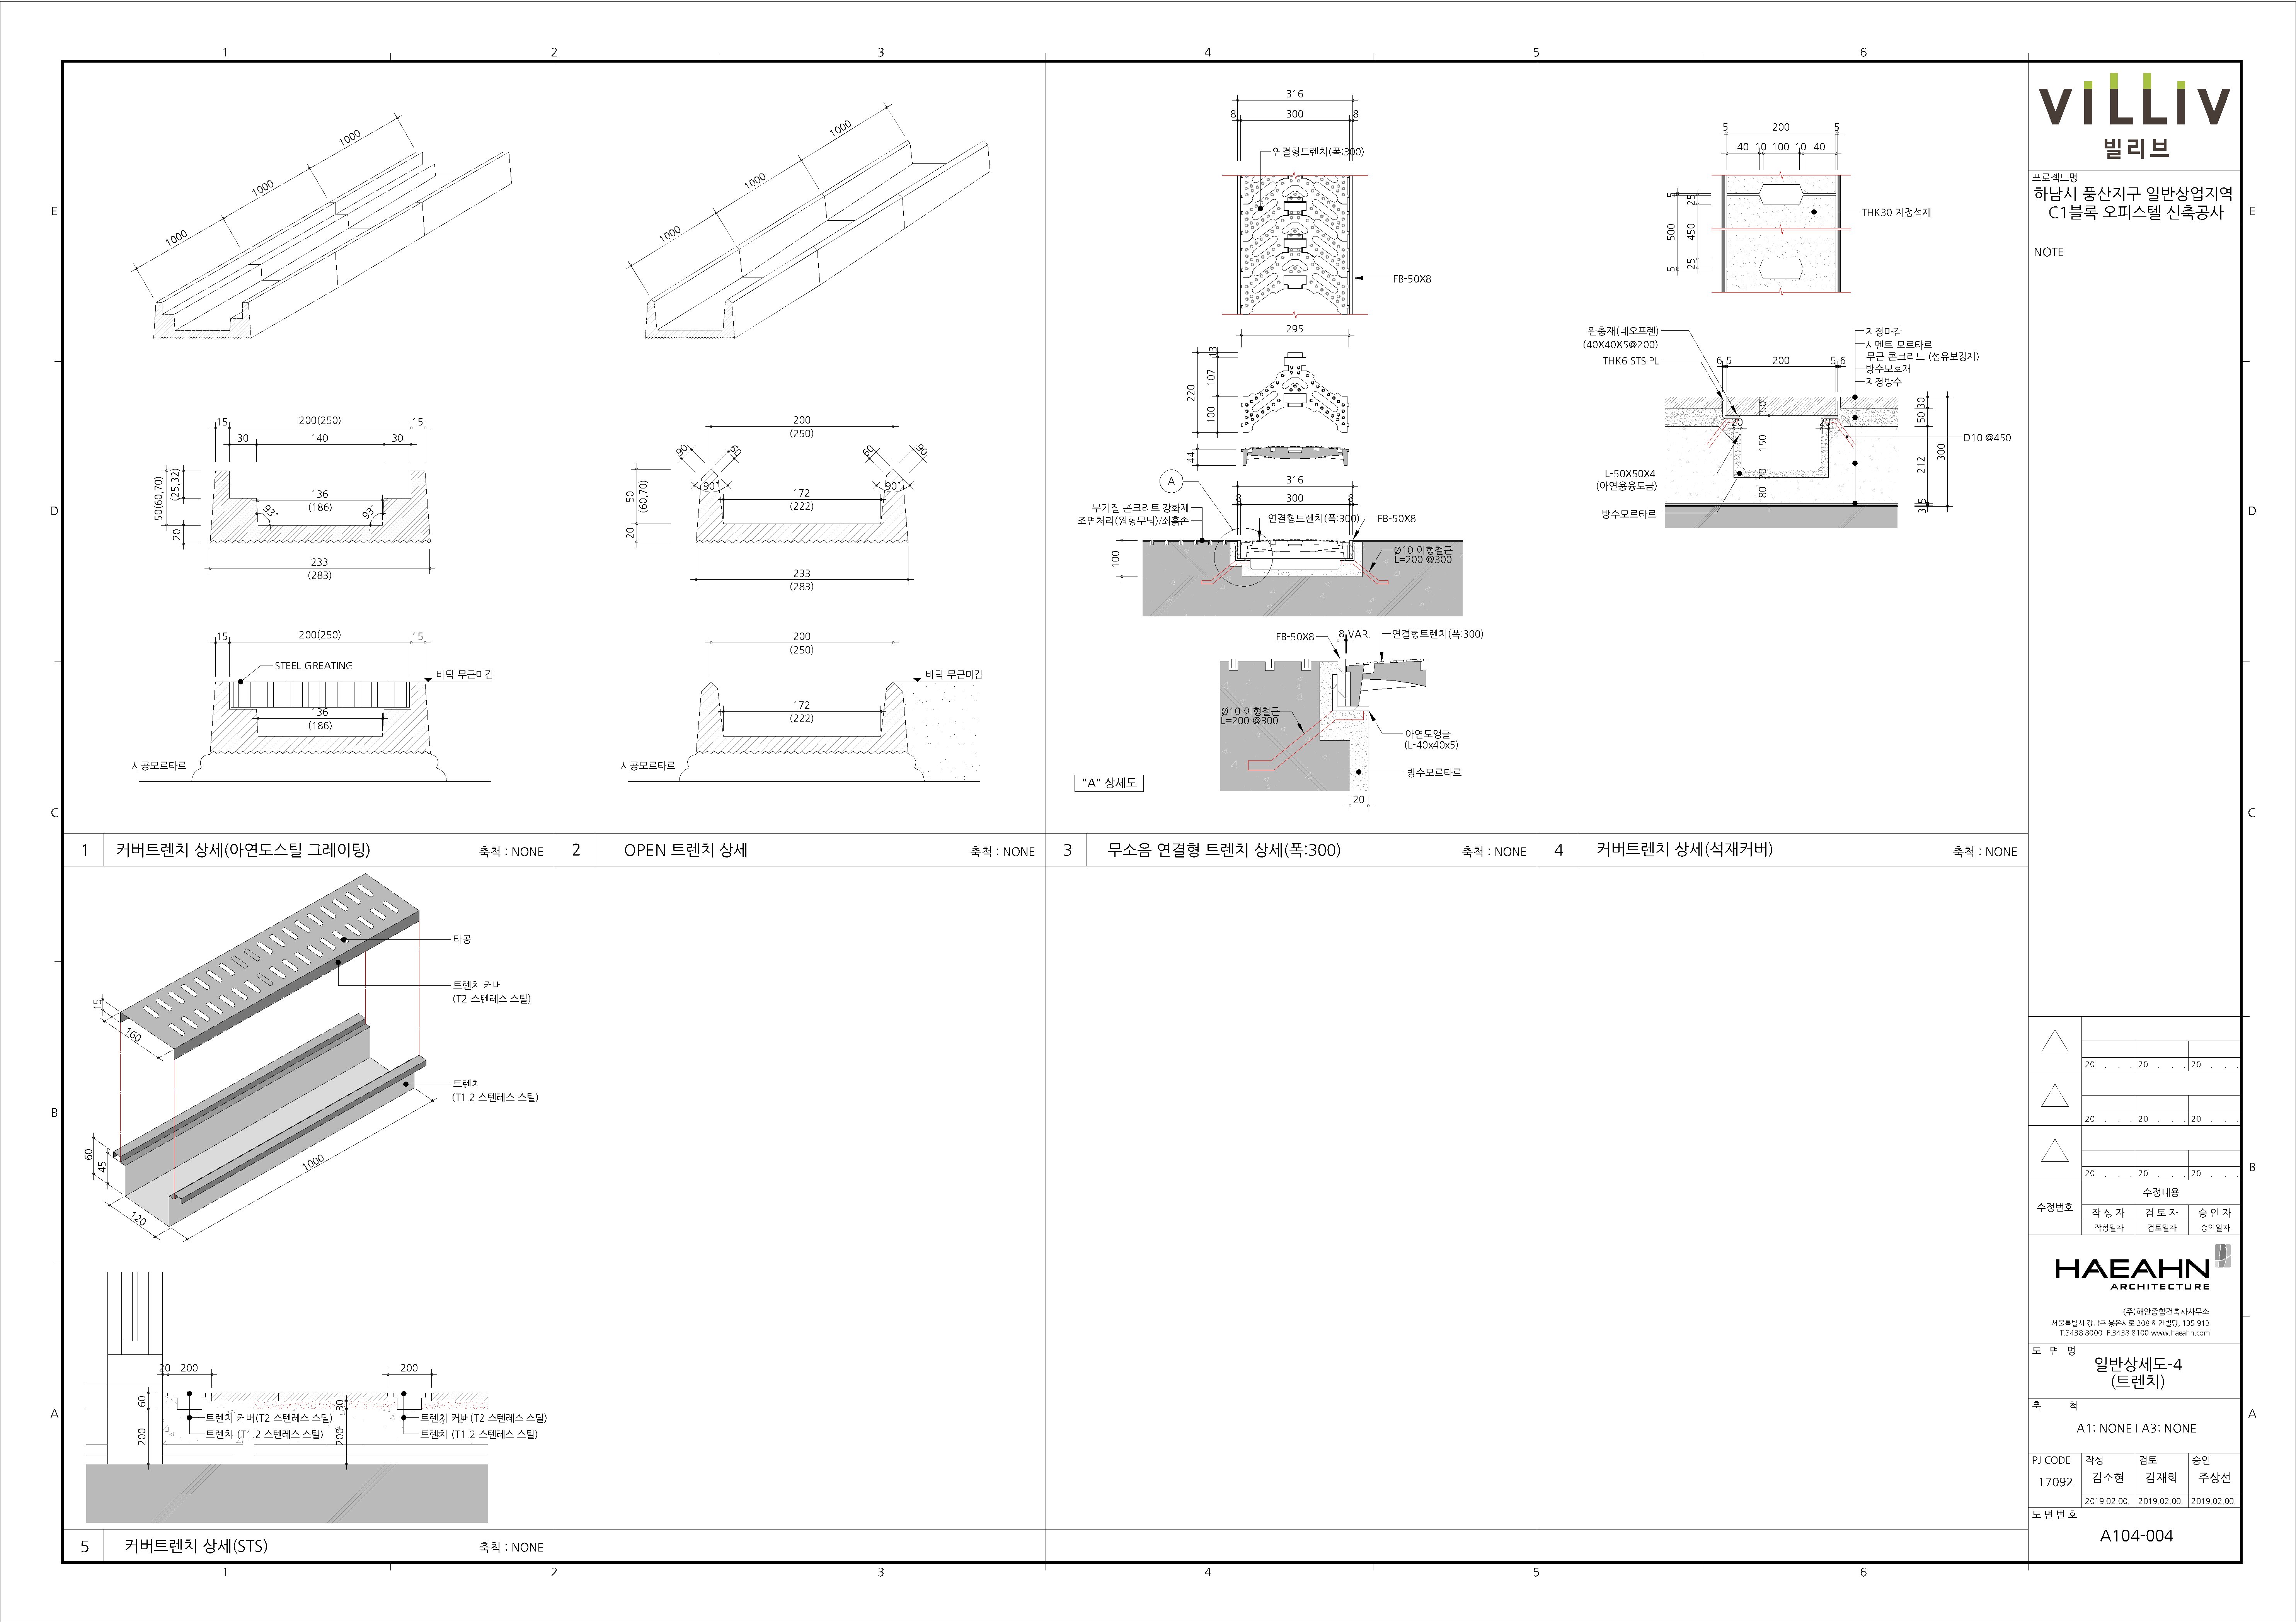 1
2
3
4
5
6
E
D
C
B
A
1000
1000
1000
15
200(250)
15
30
140
30
50(60,70)
(25,32)
20
136
(186)
93°
93°
233
(283)
15
200(250)
15
STEEL GREATING
바닥 무근마감
136
(186)
시공모르타르
1 커버트렌치 상세(아연도스틸 그레이팅) 축척 : NONE
1000
1000
1000
200
(250)
90
60
60
90
90°
90°
50
(60,70)
20
172
(222)
233
(283)
200
(250)
바닥 무근마감
172
(222)
시공모르타르
2 OPEN 트렌치 상세 축척 : NONE
316
8
300
8
연결형트렌치(폭:300)
FB-50X8
295
13
107
220
100
44
A
316
8
300
8
무기질 콘크리트 강화제
조면처리(원형무늬)/쇠흙손
연결형트렌치(폭:300)
FB-50X8
Ø10 이형철근
L=200 @300
100
FB-50X8
8
VAR.
연결형트렌치(폭:300)
Ø10 이형철근
L=200 @300
아연도앵글
(L-40x40x5)
방수모르타르
20
"A" 상세도
3 무소음 연결형 트렌치 상세(폭:300) 축척 : NONE
5
200
5
40
10
100
10
40
5
25
500
450
25
5
THK30 지정석재
완충재(네오프렌)
(40X40X5@200)
THK6 STS PL
6
5
200
5
6
지정마감
시멘트 모르타르
무근 콘크리트 (섬유보강재)
방수보호재
지정방수
50
20
20
150
20
80
30
50
212
300
3
5
D10 @450
L-50X50X4
(아연용융도금)
방수모르타르
4 커버트렌치 상세(석재커버) 축척 : NONE
타공
트렌치 커버
(T2 스텐레스 스틸)
15
160
트렌치
(T1.2 스텐레스 스틸)
60
45
120
1000
20
200
200
60
30
200
200
트렌치 커버(T2 스텐레스 스틸)
트렌치 (T1.2 스텐레스 스틸)
트렌치 커버(T2 스텐레스 스틸)
트렌치 (T1.2 스텐레스 스틸)
5 커버트렌치 상세(STS) 축척 : NONE
VILLIV
빌리브
프로젝트명
하남시 풍산지구 일반상업지역
C1블록 오피스텔 신축공사
NOTE
20 . . . 20 . . . 20 . . .
20 . . . 20 . . . 20 . . .
20 . . . 20 . . . 20 . . .
수정번호
수정내용
작 성 자 검 토 자 승 인 자
작성일자 검토일자 승인일자
HAEAHN
ARCHITECTURE
(주)해안종합건축사사무소
서울특별시 강남구 봉은사로 208 해안빌딩, 135-913
T.3438 8000 F.3438 8100 www.haeahn.com
도 면 명
일반상세도-4
(트렌치)
축 척
A1: NONE I A3: NONE
PJ CODE 작성 검토 승인
17092 김소현 김재희 주상선
2019.02.00. 2019.02.00. 2019.02.00.
도 면 번 호
A104-004
E
D
C
B
A
1
2
3
4
5
6